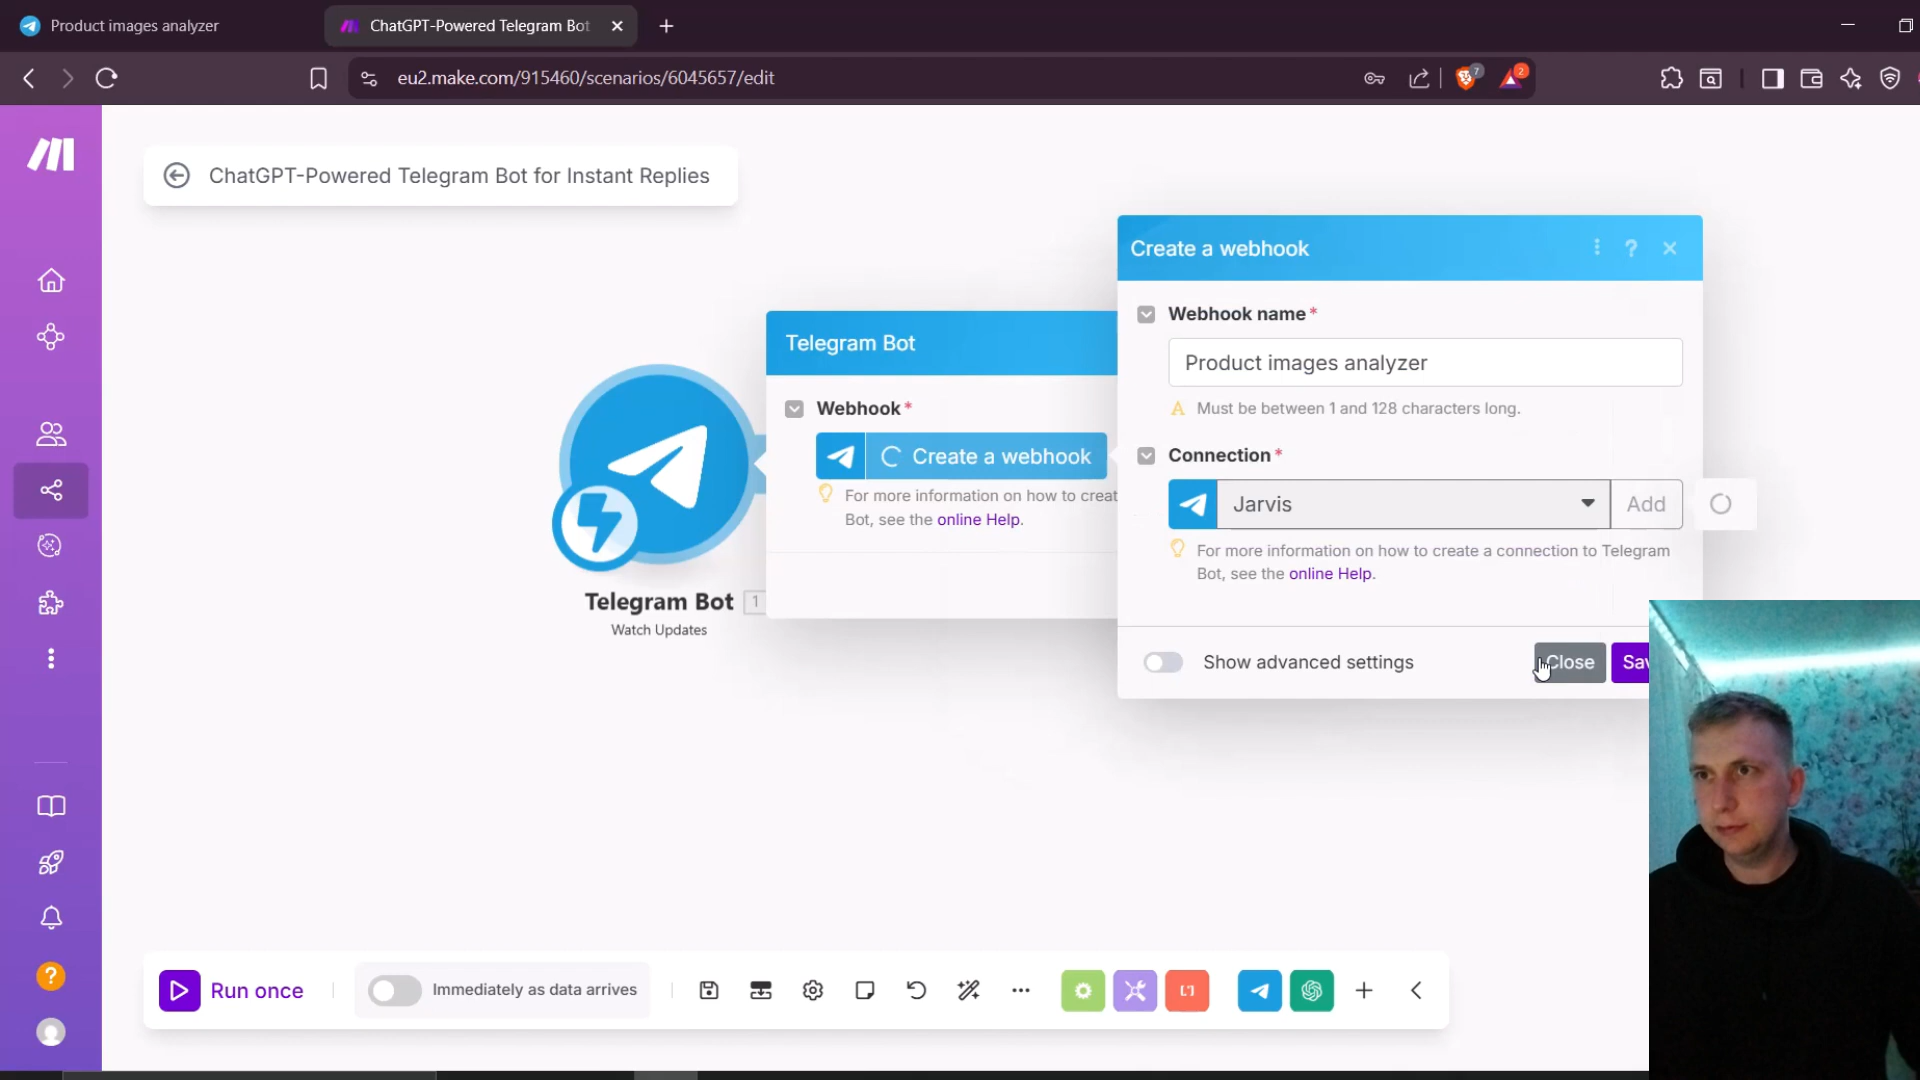 Product images analyzer
ChatGPT-Powered Telegram Bot
eu2.make.com/915460/scenarios/6045657/edit
7
2
ChatGPT-Powered Telegram Bot for Instant Replies
Create a webhook
Webhook name*
Product images analyzer
Must be between 1 and 128 characters long.
Connection*
Jarvis
Add
For more information on how to create a connection to Telegram
Bot, see the online Help.
Show advanced settings
Close
Sav
Telegram Bot
Webhook*
Create a webhook
For more information on how to creat
Bot, see the online Help.
Telegram Bot
1
Watch Updates
Run once
Immediately as data arrives